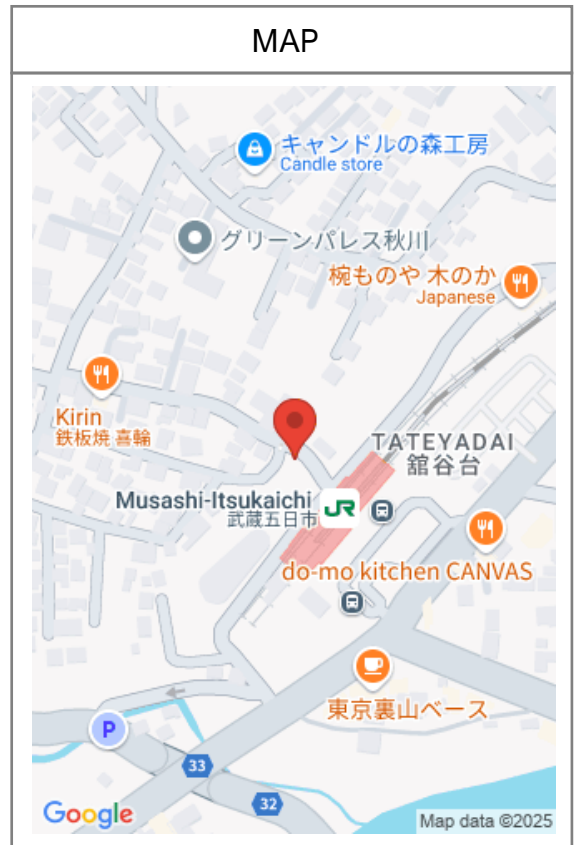 MAP
キャンドルの森工房
Candle store
グリーンパレス秋川
椀ものや 木のか
Japanese
Kirin
鉄板焼 喜輪
TATEYADAI
舘谷台
Musashi-Itsukaichi
武蔵五日市
JR
do-mo kitchen CANVAS
東京裏山ベース
P
33
32
Google
Map data ©2025